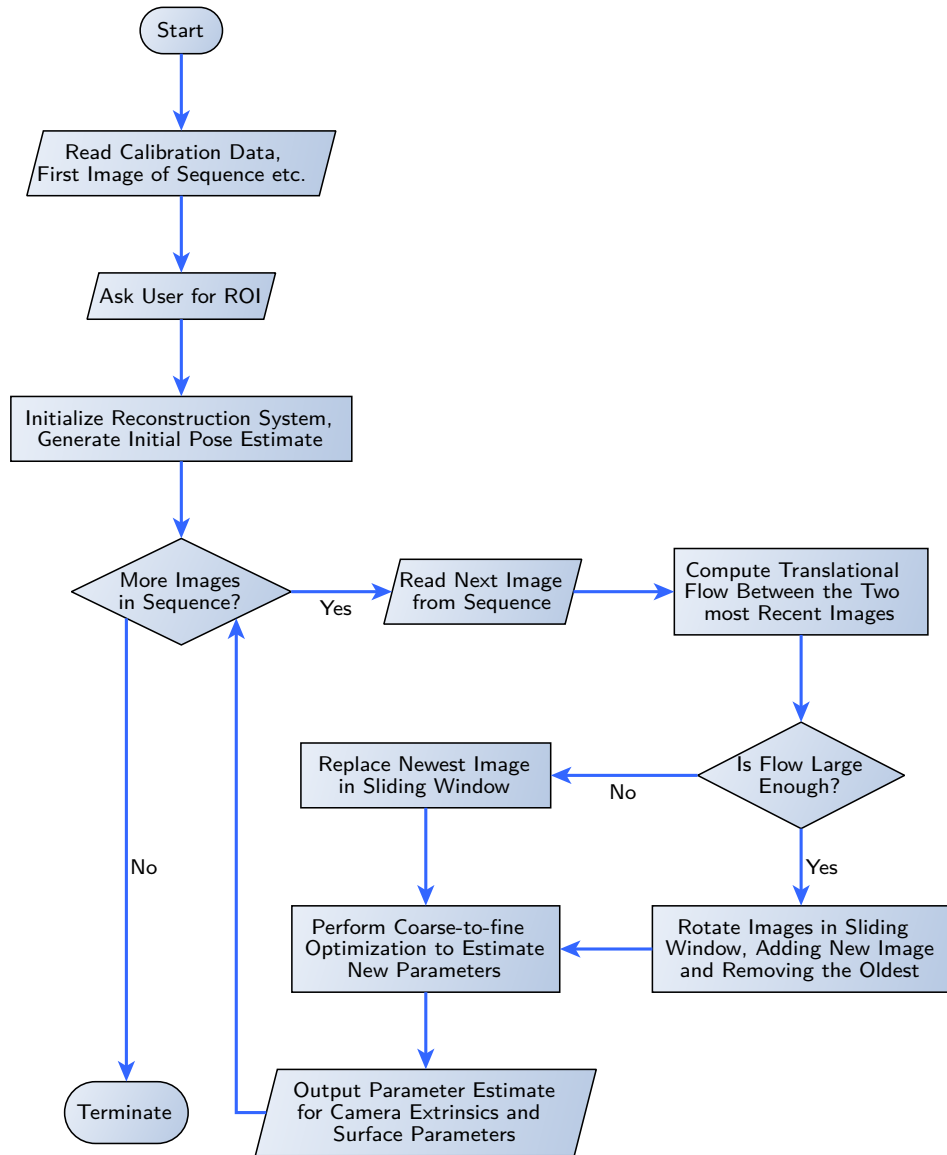 Start
Read Calibration Data,
First Image of Sequence etc.
Ask User for ROI
Initialize Reconstruction System,
Generate Initial Pose Estimate
More Images
in Sequence?
Yes
Read Next Image
from Sequence
Compute Translational
Flow Between the Two
most Recent Images
Is Flow Large
Enough?
No
Replace Newest Image
in Sliding Window
Yes
Rotate Images in Sliding
Window, Adding New Image
and Removing the Oldest
Perform Coarse-to-fine
Optimization to Estimate
New Parameters
No
Output Parameter Estimate
for Camera Extrinsics and
Surface Parameters
Terminate